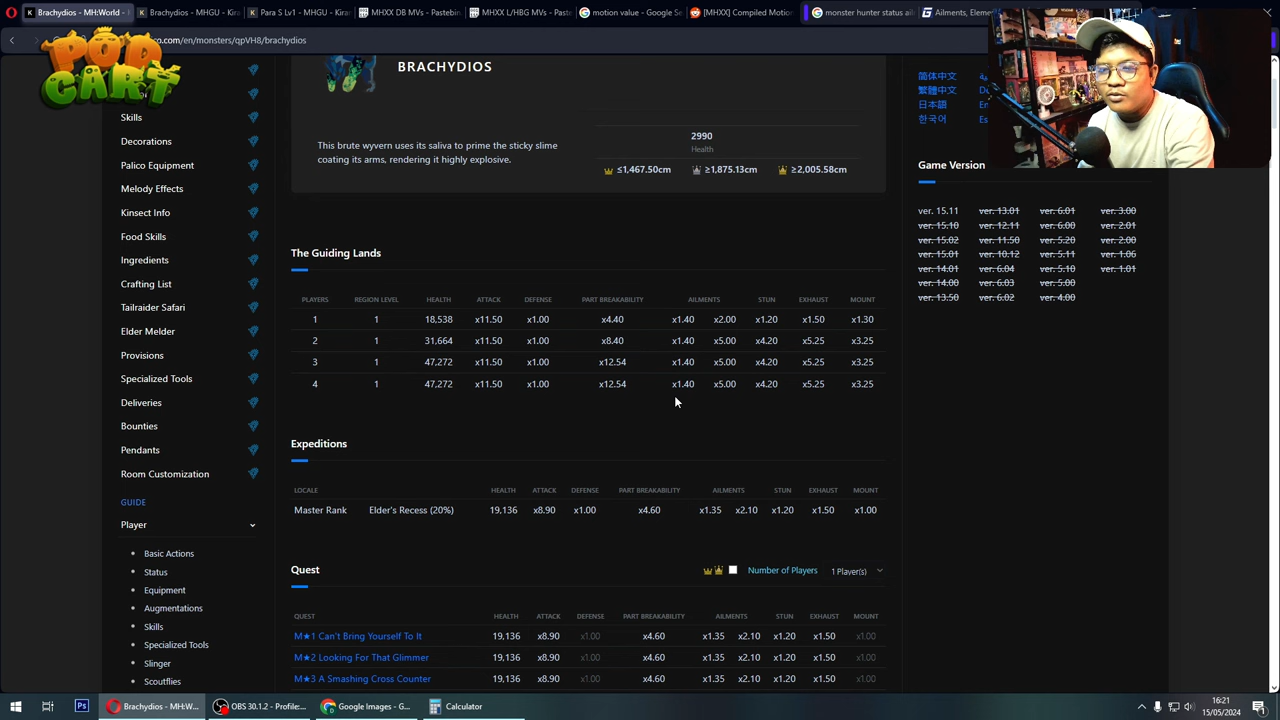 Brachydios - MH:World -
Brachydios - MHGU - Kira
Para S Lv1 - MHGU - Kira
MHXX DB MVs - Pastebin
MHXX LHBG MVs - Paste
motion value - Google Se
[MHXX] Compiled Motion
monster hunter status ail
Ailments, Elemen
ro.com/en/monsters/qpVH8/brachydios
POD
CART
Skills
Decorations
Palico Equipment
Melody Effects
Kinsect Info
Food Skills
Ingredients
Crafting List
Tailraider Safari
Elder Melder
Provisions
Specialized Tools
Deliveries
Bounties
Pendants
Room Customization
GUIDE
Player
Basic Actions
Status
Equipment
Augmentations
Skills
Specialized Tools
Slinger
Scoutflies
BRACHYDIOS
This brute wyvern uses its saliva to prime the sticky slime
coating its arms, rendering it highly explosive.
2990
Health
≤1,467.50cm ≥1,875.13cm ≥2,005.58cm
The Guiding Lands
PLAYERS REGION LEVEL HEALTH ATTACK DEFENSE PART BREAKABILITY AILMENTS STUN EXHAUST MOUNT
1 1 18,538 x11.50 x1.00 x4.40 x1.40 x2.00 x1.20 x1.50 x1.30
2 1 31,664 x11.50 x1.00 x8.40 x1.40 x5.00 x4.20 x5.25 x3.25
3 1 47,272 x11.50 x1.00 x12.54 x1.40 x5.00 x4.20 x5.25 x3.25
4 1 47,272 x11.50 x1.00 x12.54 x1.40 x5.00 x4.20 x5.25 x3.25
Expeditions
LOCALE HEALTH ATTACK DEFENSE PART BREAKABILITY AILMENTS STUN EXHAUST MOUNT
Master Rank Elder's Recess (20%) 19,136 x8.90 x1.00 x4.60 x1.35 x2.10 x1.20 x1.50 x1.00
Quest
Number of Players 1 Player(s)
QUEST HEALTH ATTACK DEFENSE PART BREAKABILITY AILMENTS STUN EXHAUST MOUNT
M★1 Can't Bring Yourself To It 19,136 x8.90 x1.00 x4.60 x1.35 x2.10 x1.20 x1.50 x1.00
M★2 Looking For That Glimmer 19,136 x8.90 x1.00 x4.60 x1.35 x2.10 x1.20 x1.50 x1.00
M★3 A Smashing Cross Counter 19,136 x8.90 x1.00 x4.60 x1.35 x2.10 x1.20 x1.50 x1.00
简体中文
繁體中文
日本語
한국어
Game Version
ver. 15.11 ver. 13.01 ver. 6.01 ver. 3.00
ver. 15.10 ver. 12.11 ver. 6.00 ver. 2.01
ver. 15.02 ver. 11.50 ver. 5.20 ver. 2.00
ver. 15.01 ver. 10.12 ver. 5.11 ver. 1.06
ver. 14.01 ver. 6.04 ver. 5.10 ver. 1.01
ver. 14.00 ver. 6.03 ver. 5.00
ver. 13.50 ver. 6.02 ver. 4.00
Ps
Brachydios - MH:W...
OBS 30.1.2 - Profile:...
Google Images - G...
Calculator
16:21
15/05/2024